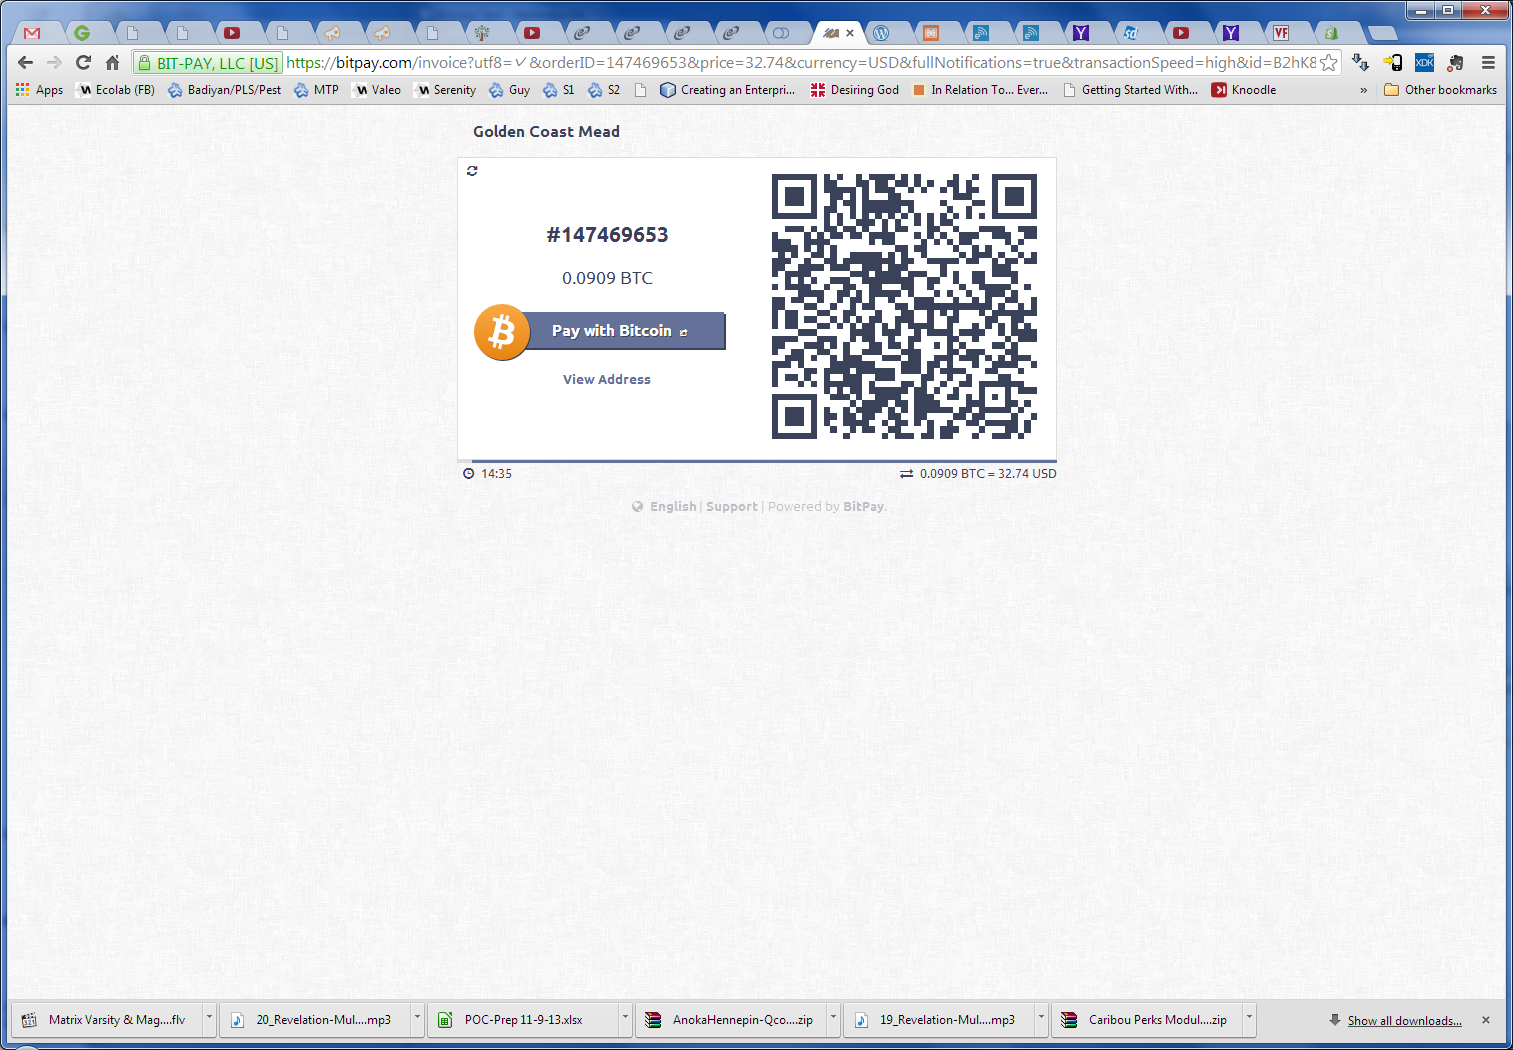 BIT-PAY, LLC [US] https://bitpay.com/invoice?utf8=✓&orderID=147469653&price=32.74&currency=USD&fullNotifications=true&transactionSpeed=high&id=B2hK8
XDK
Apps Ecolab (FB) Badiyan/PLS/Pest MTP Valeo Serenity Guy S1 S2 Creating an Enterpri... Desiring God In Relation To... Ever... Getting Started With... Knoodle » Other bookmarks
Golden Coast Mead
#147469653
0.0909 BTC
Pay with Bitcoin
View Address
14:35
0.0909 BTC = 32.74 USD
English | Support | Powered by BitPay.
Matrix Varsity & Mag....flv 20_Revelation-Mul....mp3 POC-Prep 11-9-13.xlsx AnokaHennepin-Qco....zip 19_Revelation-Mul....mp3 Caribou Perks Modul....zip Show all downloads...